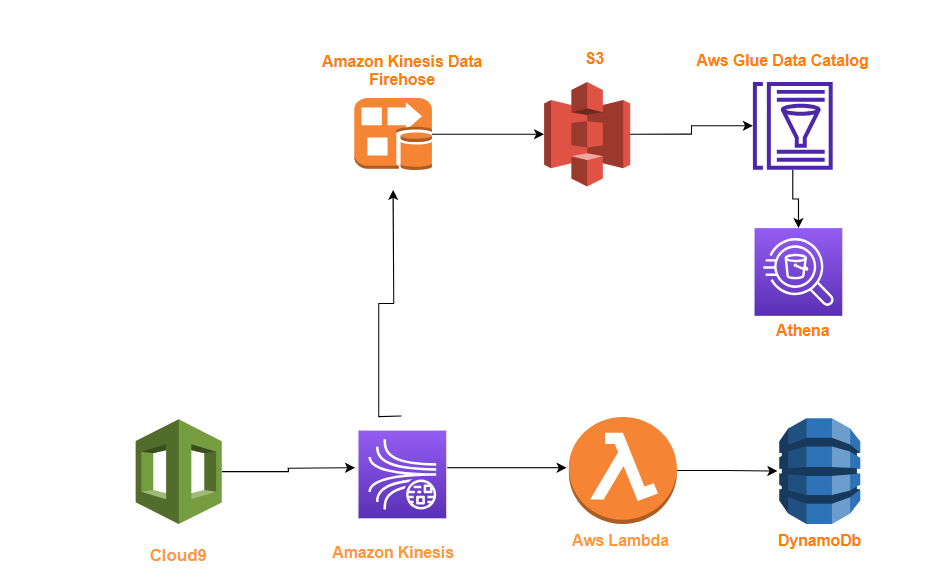 Amazon Kinesis Data
Firehose
S3
Aws Glue Data Catalog
Athena
Cloud9
Amazon Kinesis
Aws Lambda
DynamoDb